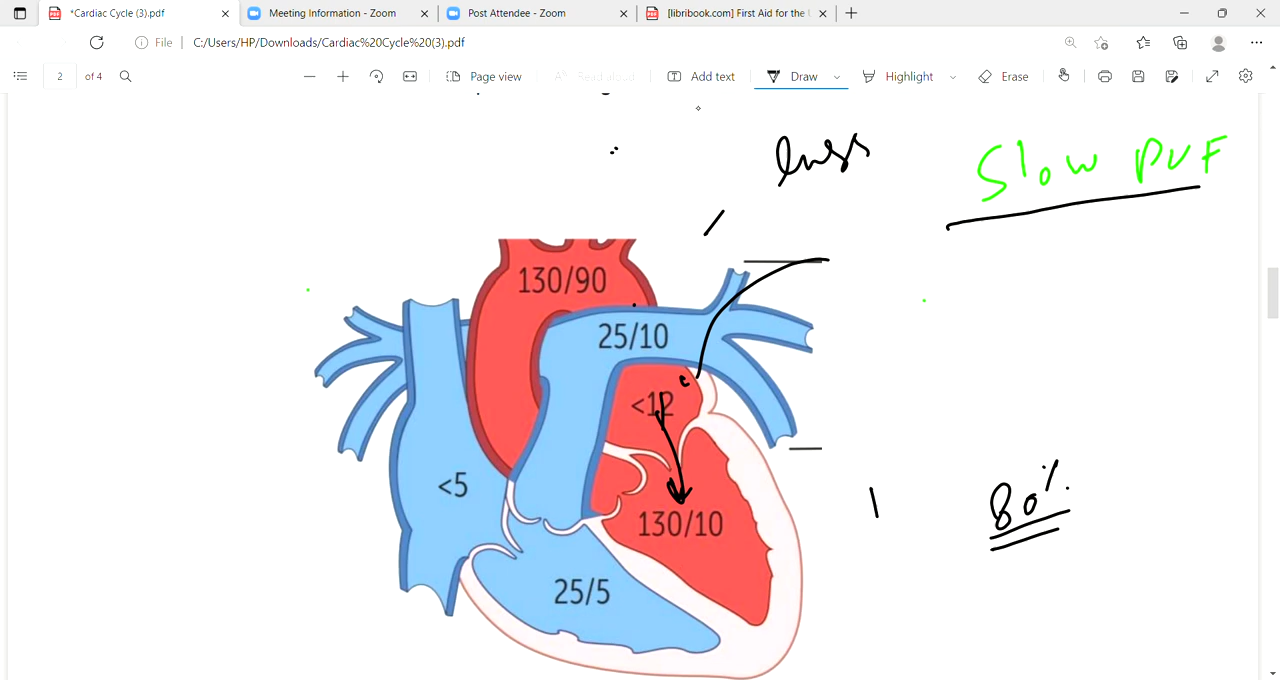 *Cardiac Cycle (3).pdf
Meeting Information - Zoom
Post Attendee - Zoom
[libribook.com] First Aid for the
File
C:/Users/HP/Downloads/Cardiac%20Cycle%20(3).pdf
2 of 4
Page view
Read aloud
Add text
Draw
Highlight
Erase
Slow PVF
130/90
25/10
<12
<5
80%
130/10
25/5